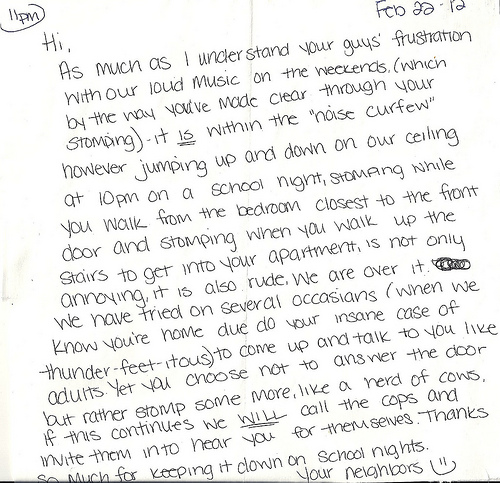 11pm
Feb 22-12
Hi,
As much as I understand your guys' frustration
with our loud music on the weekends, (which
by the way you've made clear through your
stomping)-it is within the "noise curfew"
however jumping up and down on our ceiling
at 10pm on a school night, stomping while
you walk from the bedroom closest to the front
door and stomping when you walk up the
stairs to get into your apartment, is not only
annoying, it is also rude. We are over it.
We have tried on several occasians (when we
know you're home due do your insane case of
thunder-feet-itous) to come up and talk to you like
adults. Yet you choose not to answer the door
but rather stomp some more, like a herd of cows.
If this continues we WILL call the cops and
invite them in to hear you for themselves. Thanks
so much for keeping it down on school nights.
Your neighbors